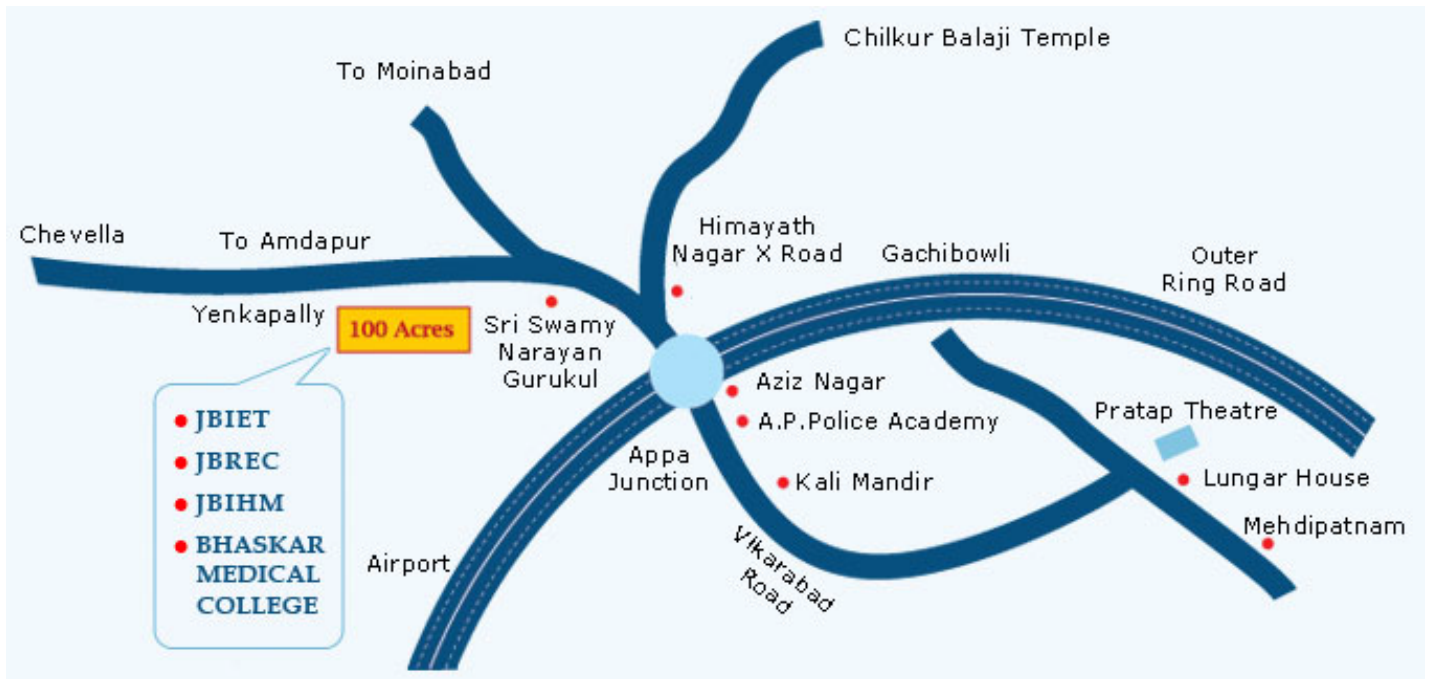 Chilkur Balaji Temple
To Moinabad
Himayath
Nagar X Road
Chevella
To Amdapur
Gachibowli
Outer
Ring Road
Yenkapally
100 Acres
Sri Swamy
Narayan
Gurukul
Aziz Nagar
A.P.Police Academy
Pratap Theatre
JBIET
JBREC
JBIHM
BHASKAR
MEDICAL
COLLEGE
Appa
Junction
Kali Mandir
Lungar House
Mehdipatnam
Airport
Vikarabad
Road